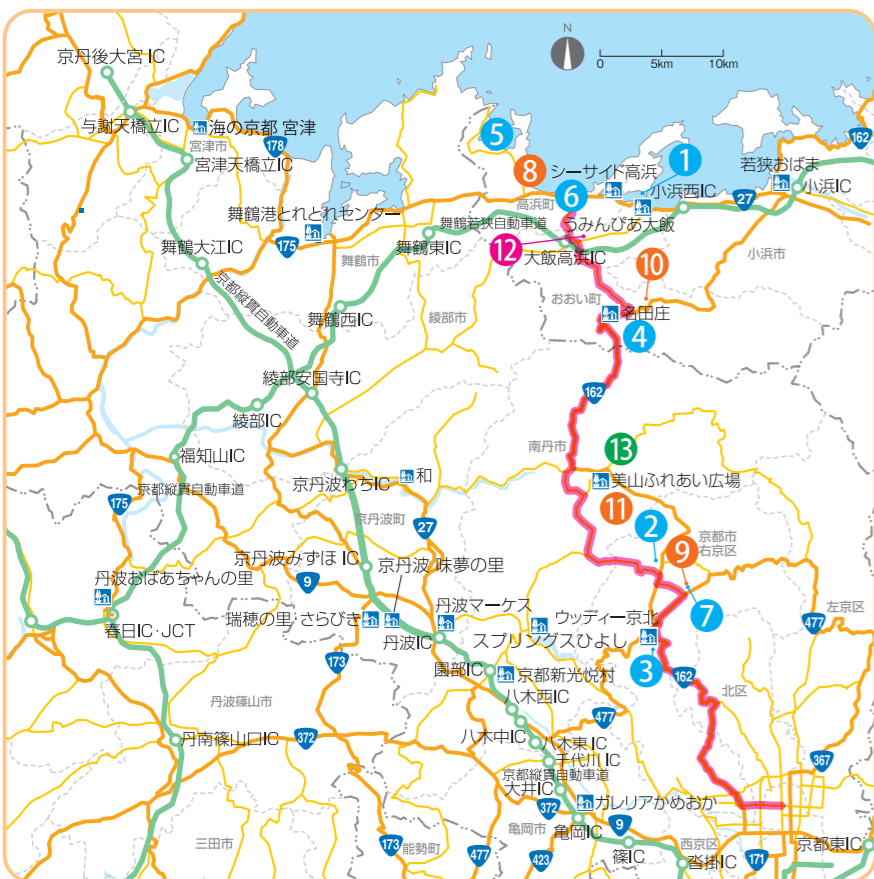 N
0 5km 10km
京丹後大宮IC
与謝天橋立IC
海の京都 宮津
宮津市
178
宮津天橋立IC
5
8
シーサイド高浜
1
若狭おばま
162
6
高浜町
小浜西IC
27
小浜IC
舞鶴港とれとれセンター
舞鶴若狭自動車道
うみんぴあ大飯
舞鶴大江IC
175
舞鶴市
舞鶴東IC
12
大飯高浜IC
小浜市
京都縦貫自動車道
10
おおい町
名田庄
舞鶴西IC
綾部市
4
綾部安国寺IC
162
綾部IC
福知山IC
南丹市
13
京都縦貫自動車道
京丹波わちIC
和
美山ふれあい広場
175
京丹波町
27
11
2
京都市
右京区
9
京丹波みずほIC
京丹波 味夢の里
9
丹波おばあちゃんの里
左京区
丹波マーケス
ウッディー京北
7
477
瑞穂の里・さらびき
春日IC・JCT
丹波IC
スプリングスひよし
173
園部IC
京都新光悦村
3
162
北区
丹波篠山市
八木西IC
477
丹南篠山口IC
372
八木中IC
八木東IC
千代川IC
367
京都縦貫自動車道
大井IC
372
ガレリアかめおか
三田市
173
能勢町
亀岡市
亀岡IC
9
西京区
京都東IC
477
423
篠IC
沓掛IC
171